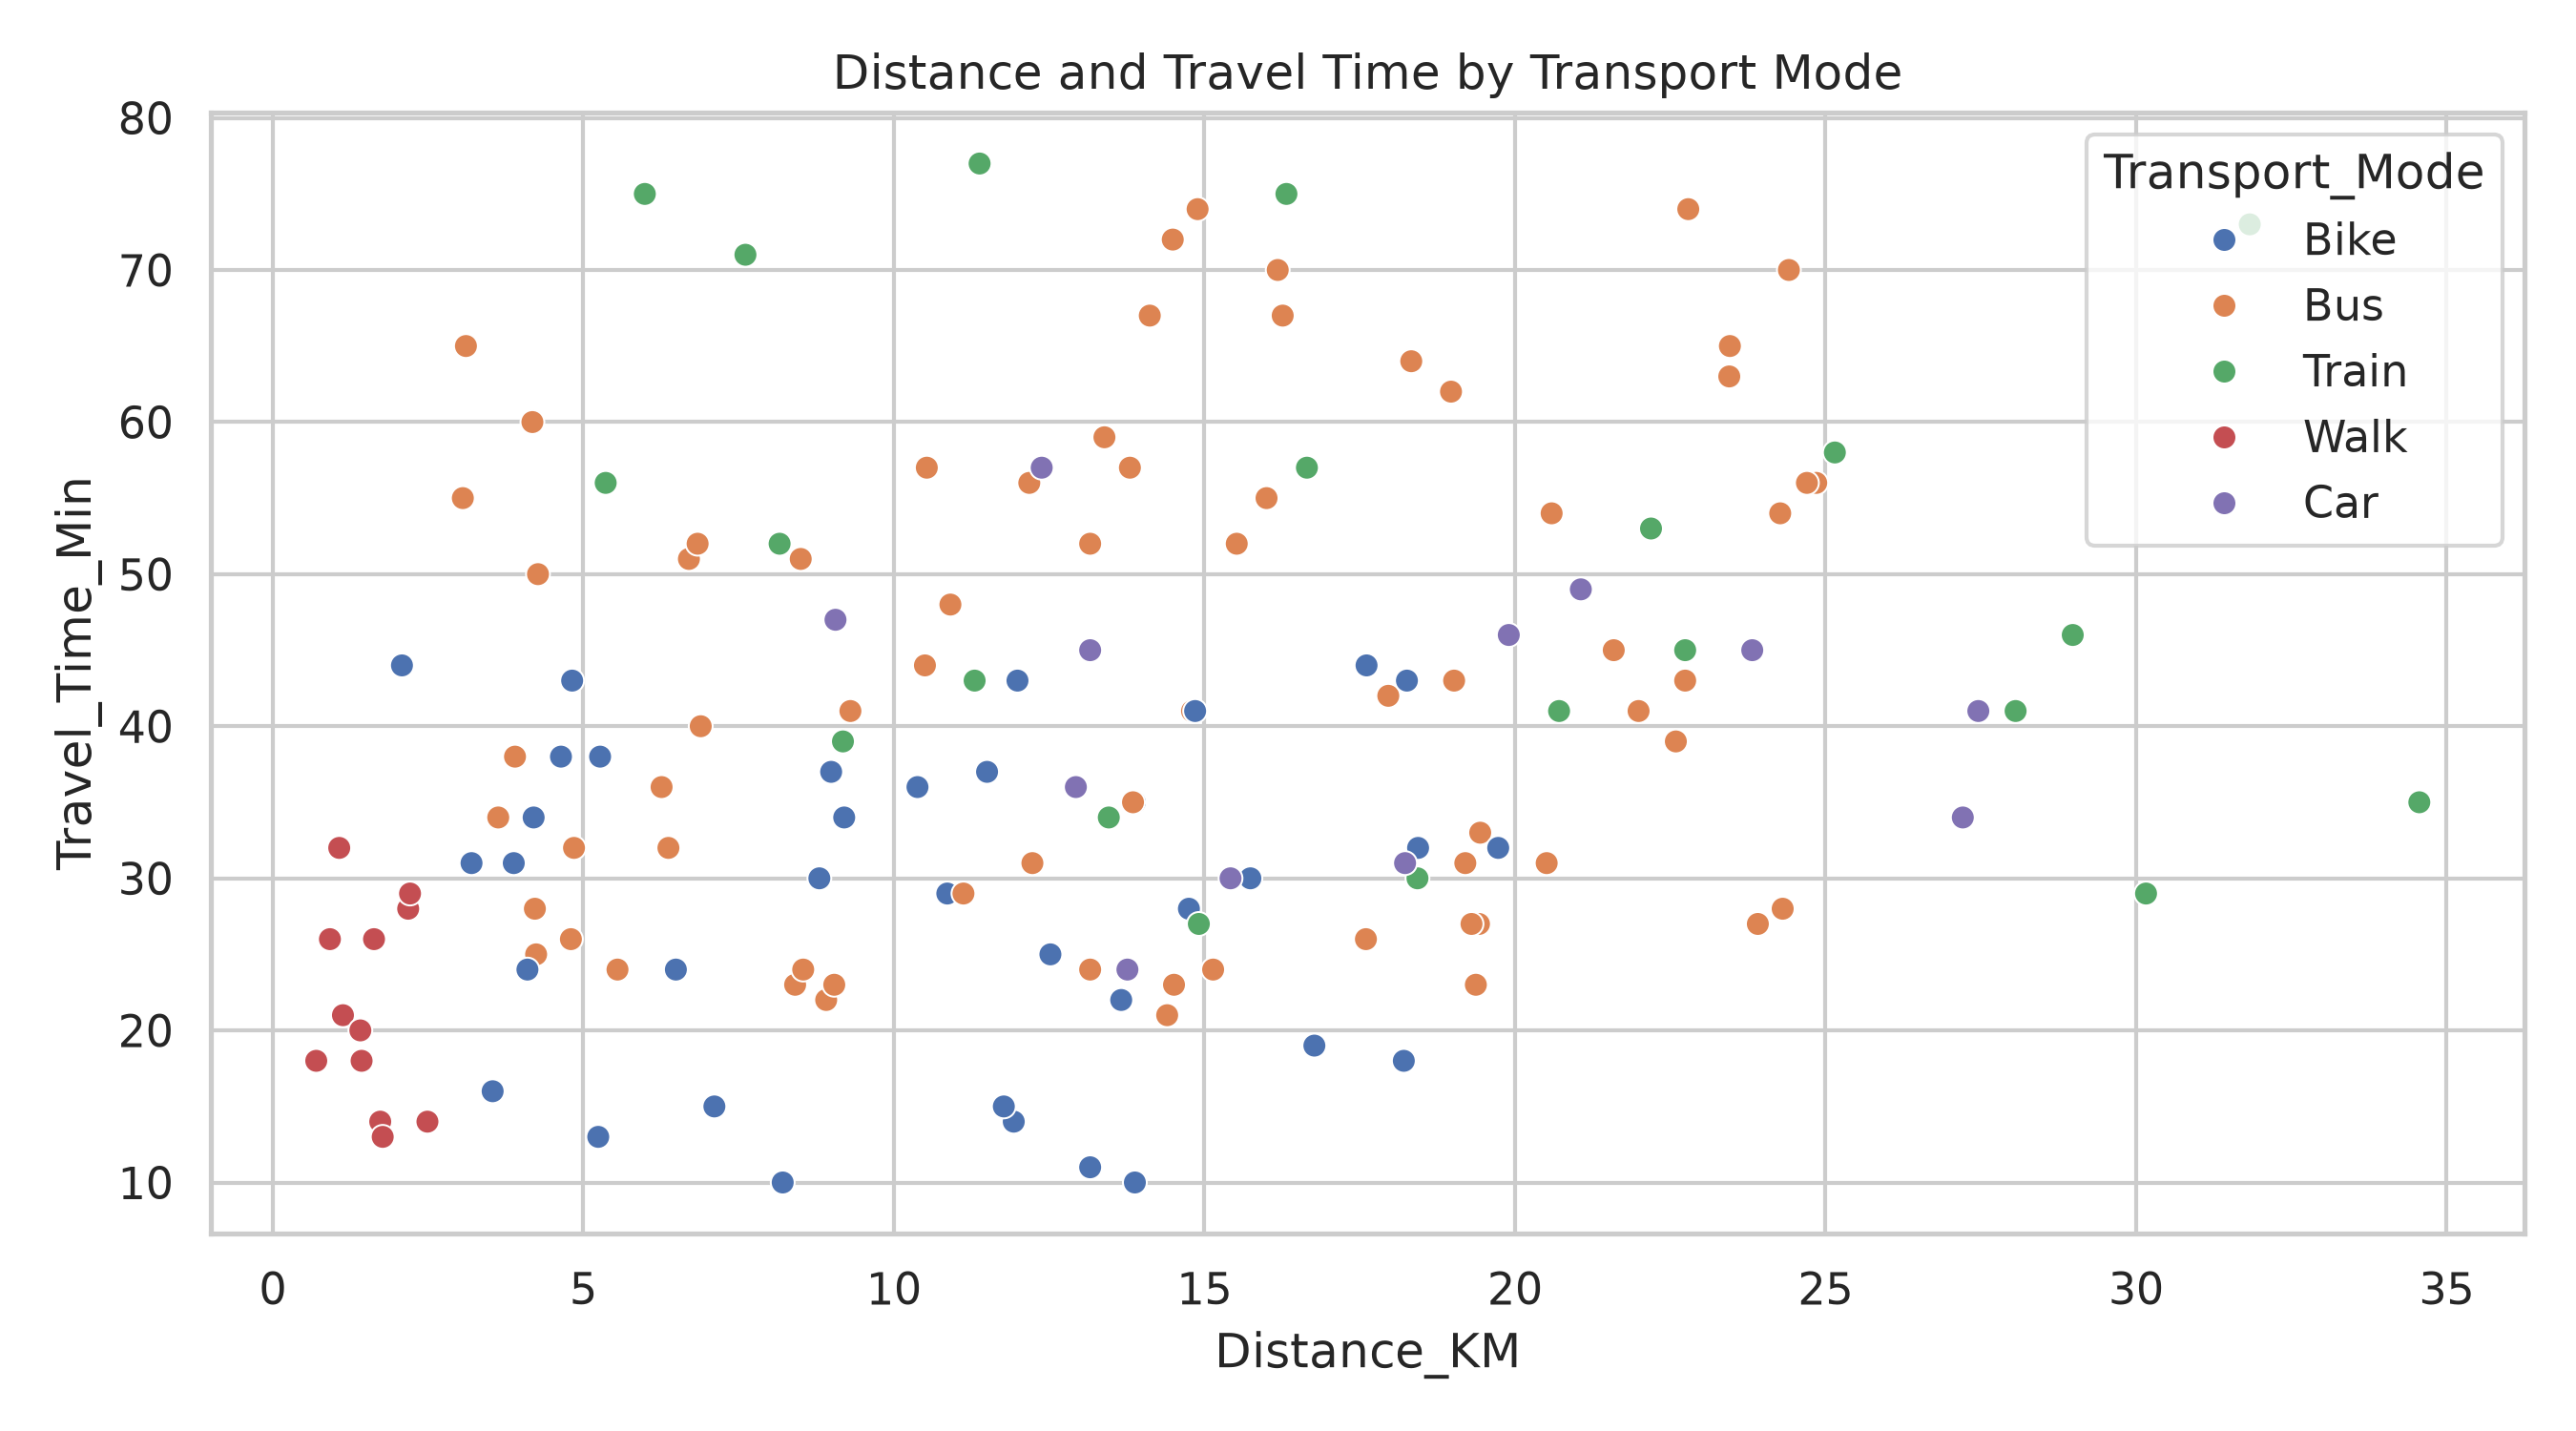 Distance and Travel Time by Transport Mode
Travel_Time_Min
80
70
60
50
40
30
20
10
Transport_Mode
Bike
Bus
Train
Walk
Car
0 5 10 15 20 25 30 35
Distance_KM